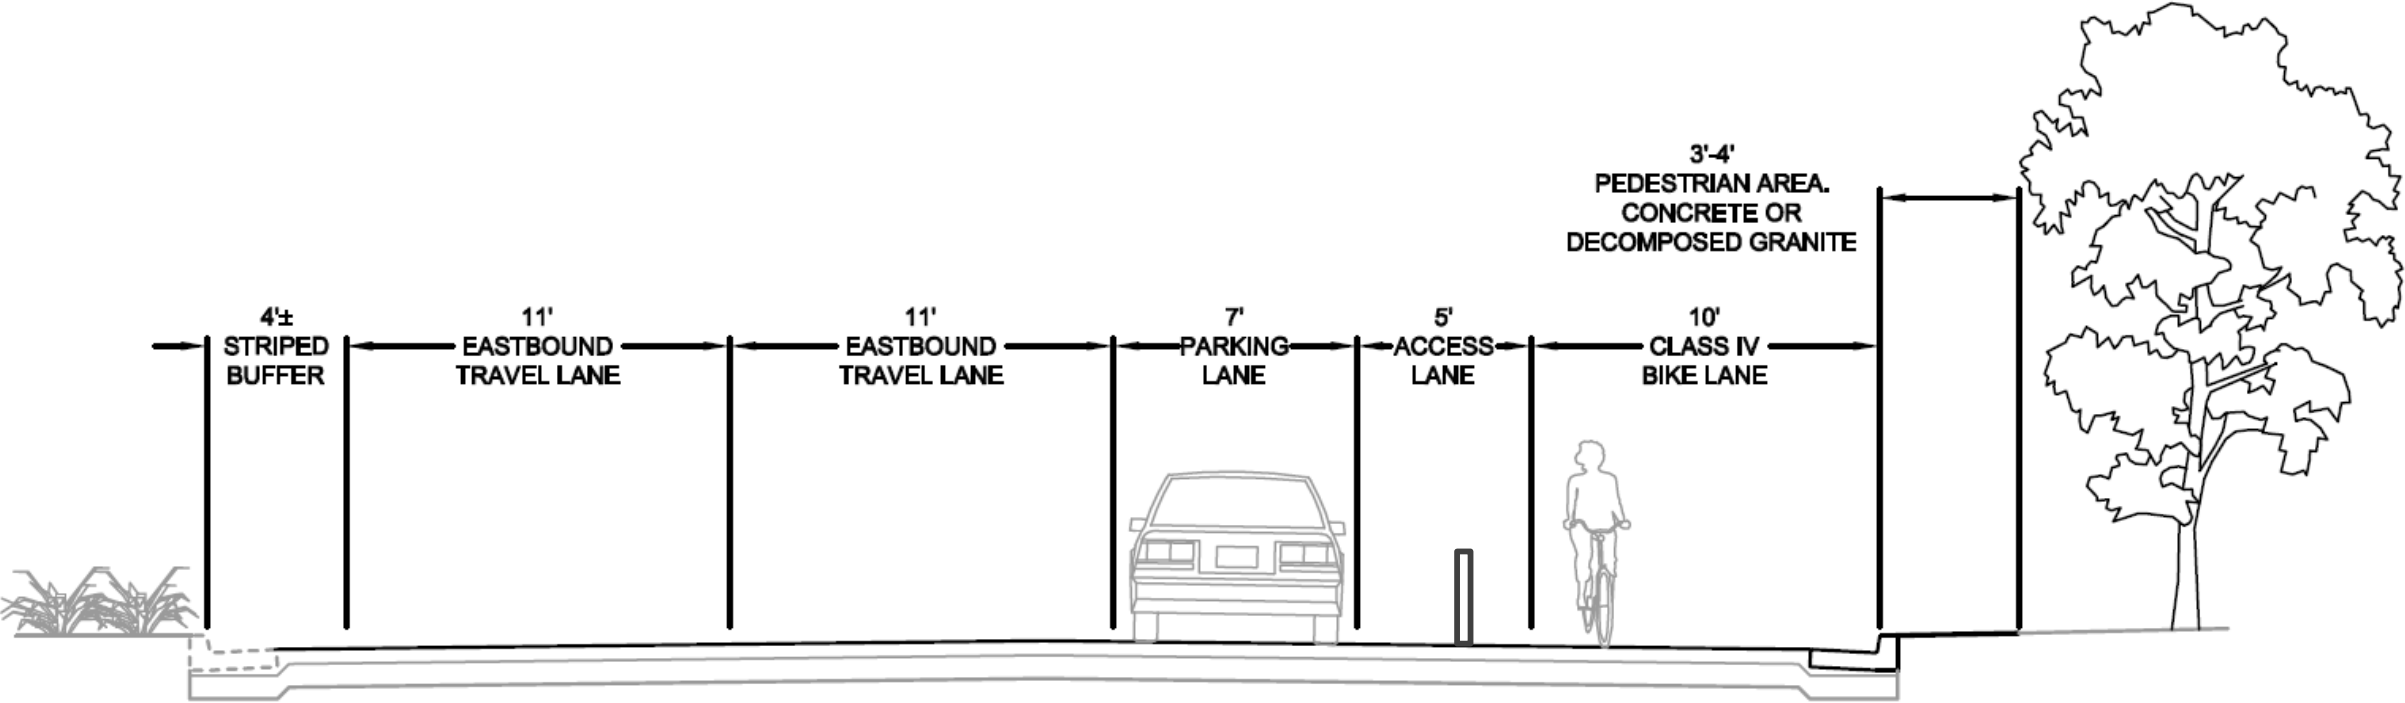 3'-4'
PEDESTRIAN AREA.
CONCRETE OR
DECOMPOSED GRANITE
4'±
STRIPED
BUFFER
11'
EASTBOUND
TRAVEL LANE
11'
EASTBOUND
TRAVEL LANE
7'
PARKING
LANE
5'
ACCESS
LANE
10'
CLASS IV
BIKE LANE